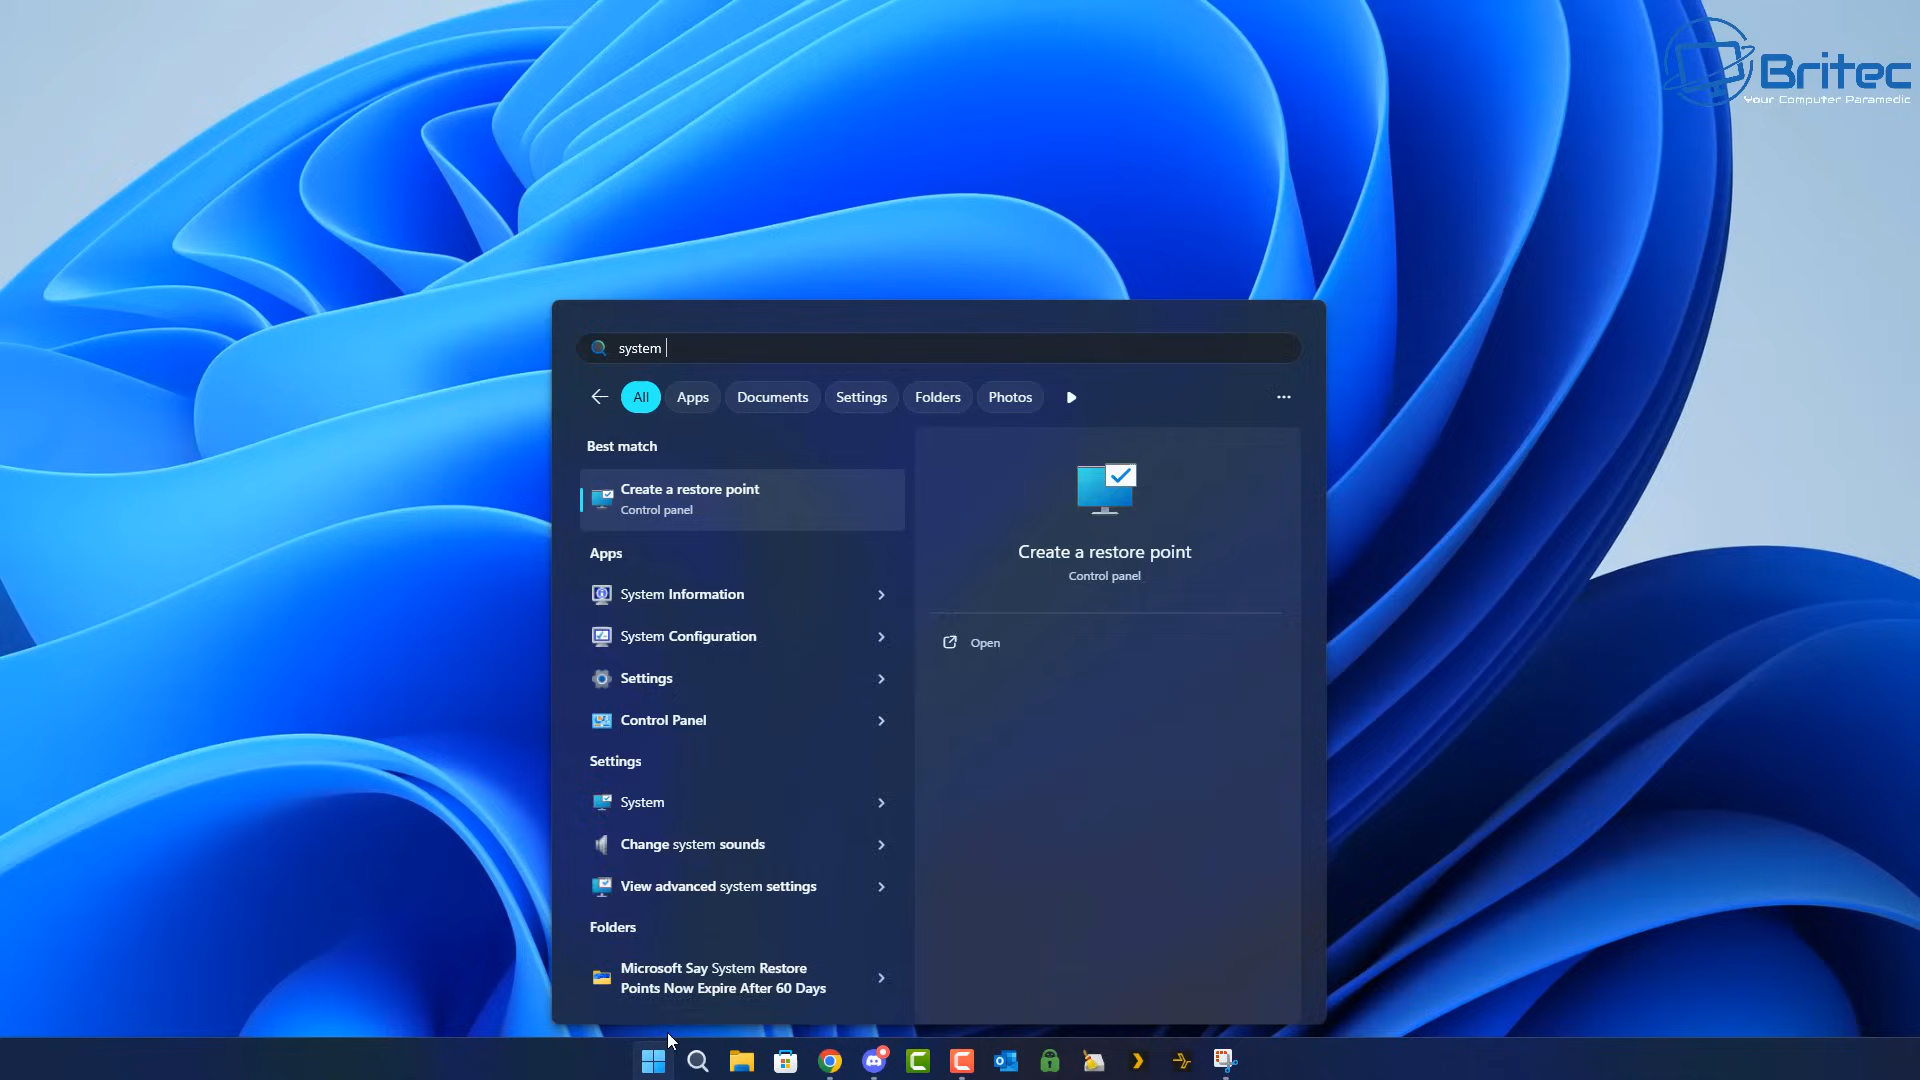 Britec
Your Computer Paramedic
system
All
Apps
Documents
Settings
Folders
Photos
Best match
Create a restore point
Control panel
Apps
System Information
System Configuration
Settings
Control Panel
Settings
System
Change system sounds
View advanced system settings
Folders
Microsoft Say System Restore
Points Now Expire After 60 Days
Create a restore point
Control panel
Open